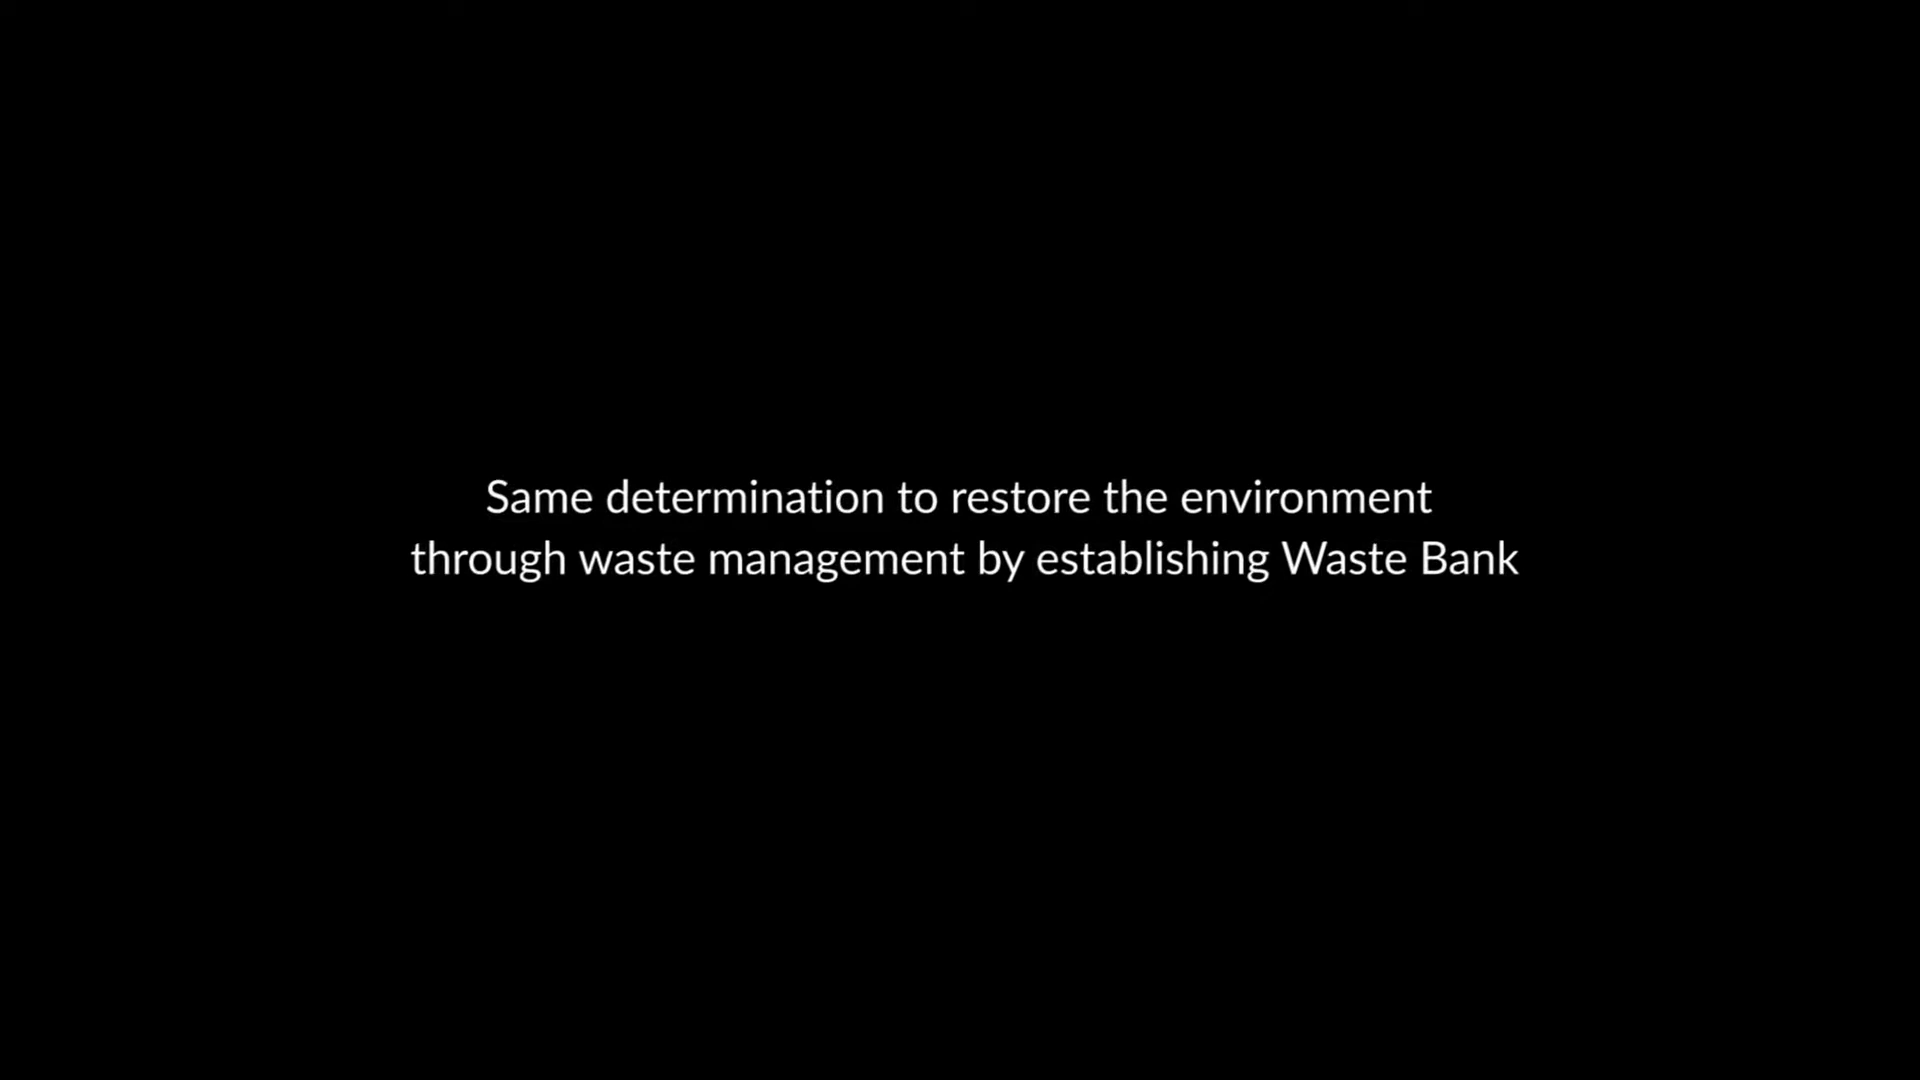 Same determination to restore the environment
through waste management by establishing Waste Bank